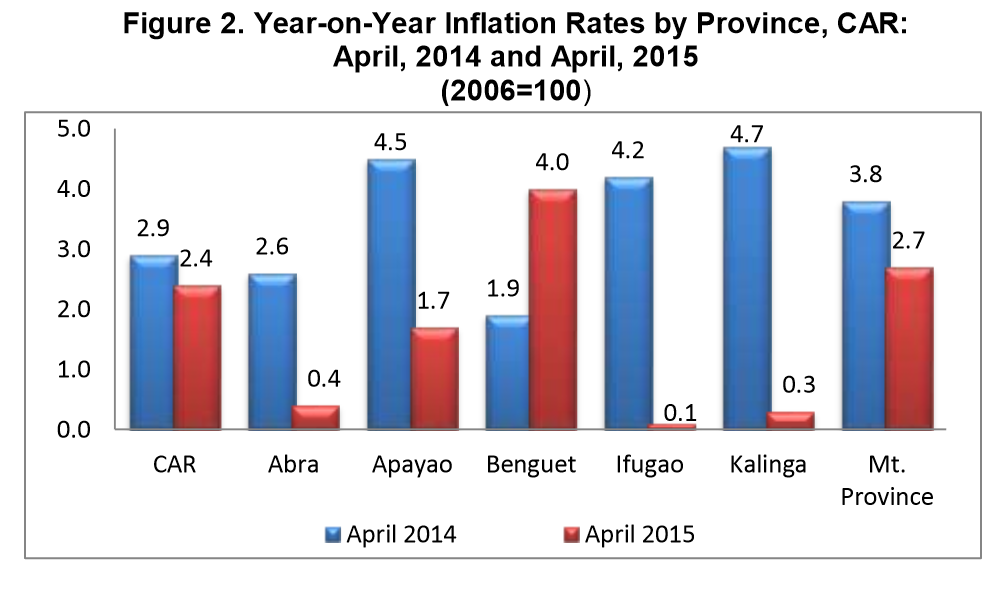 Figure 2. Year-on-Year Inflation Rates by Province, CAR:
April, 2014 and April, 2015
(2006=100)
5.0
4.0
3.0
2.0
1.0
0.0
2.9
2.4
2.6
0.4
4.5
1.7
1.9
4.0
4.2
0.1
4.7
0.3
3.8
2.7
CAR
Abra
Apayao
Benguet
Ifugao
Kalinga
Mt.
Province
April 2014
April 2015